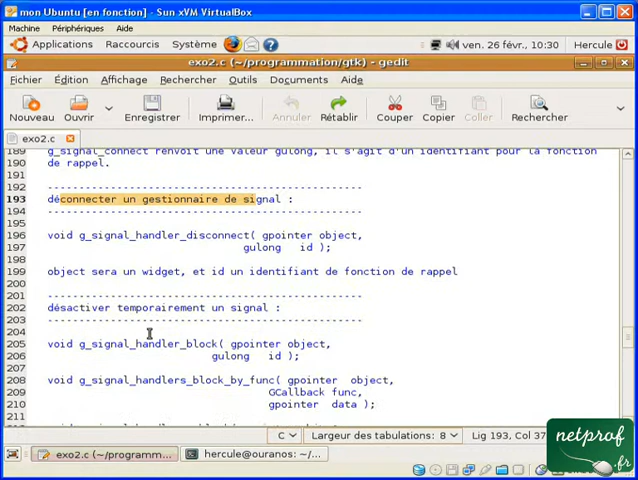 mon Ubuntu [en fonction] - Sun xVM VirtualBox
Machine Périphériques Aide
Applications Raccourcis Système ven. 26 févr., 10:30 Hercule
exo2.c (~/programmation/gtk) - gedit
Fichier Édition Affichage Rechercher Outils Documents Aide
Nouveau Ouvrir Enregistrer Imprimer... Annuler Rétablir Couper Copier Coller Rechercher
exo2.c
189 g_signal_connect renvoit une valeur gulong, il s'agit d'un identifiant pour la fonction
190 de rappel.
191
192 ------------------------------------------------------------
193 déconnecter un gestionnaire de signal :
194 ------------------------------------------------------------
195
196 void g_signal_handler_disconnect( gpointer object,
197 gulong id );
198
199 object sera un widget, et id un identifiant de fonction de rappel
200
201 ------------------------------------------------------------
202 désactiver temporairement un signal :
203 ------------------------------------------------------------
204
205 void g_signal_handler_block( gpointer object,
206 gulong id );
207
208 void g_signal_handlers_block_by_func( gpointer object,
209 GCallback func,
210 gpointer data );
211
C Largeur des tabulations: 8 Lig 193, Col 37
exo2.c (~/programm... hercule@ouranos: ~/...
netprof
.fr